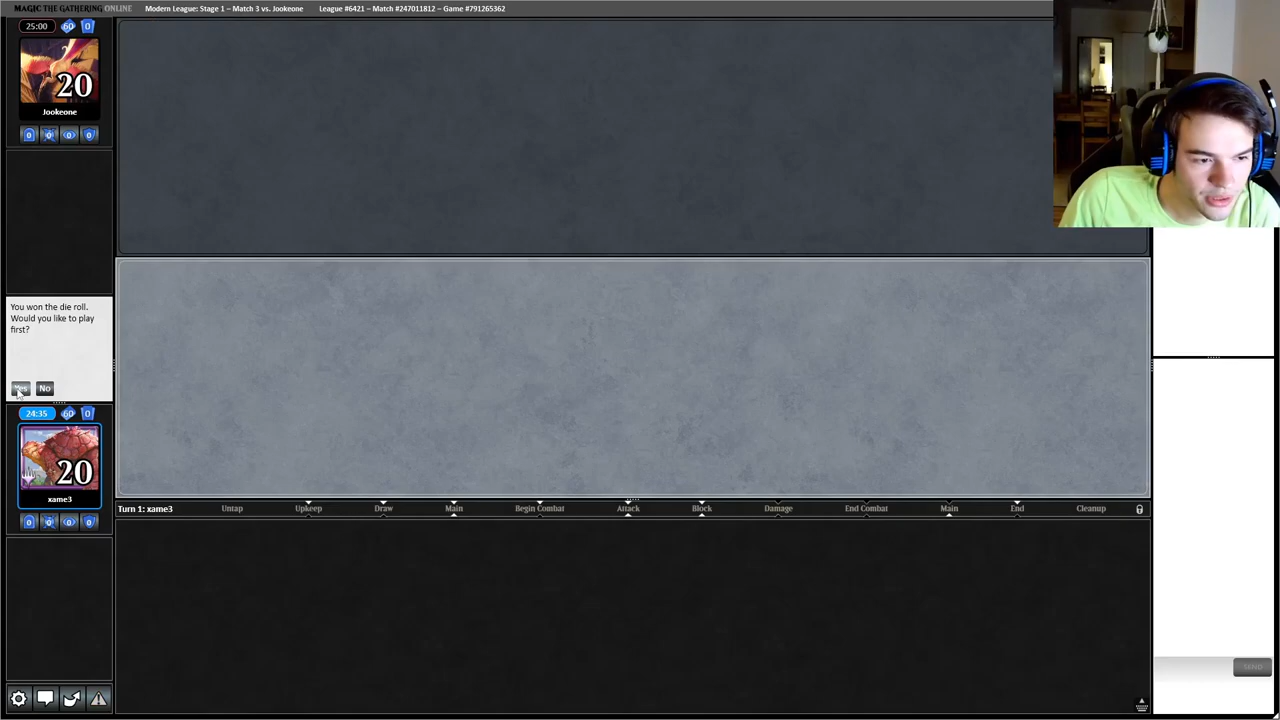 MAGIC THE GATHERING ONLINE Modern League: Stage 1 – Match 3 vs. Jookeone League #6421 – Match #247011812 – Game #791265362
25:00 60 0
20
Jookeone
0 0 0 0
You won the die roll.
Would you like to play
first?
Yes No
24:35 60 0
20
xame3
0 0 0 0
Turn 1: xame3 Untap Upkeep Draw Main Begin Combat Attack Block Damage End Combat Main End Cleanup
SEND